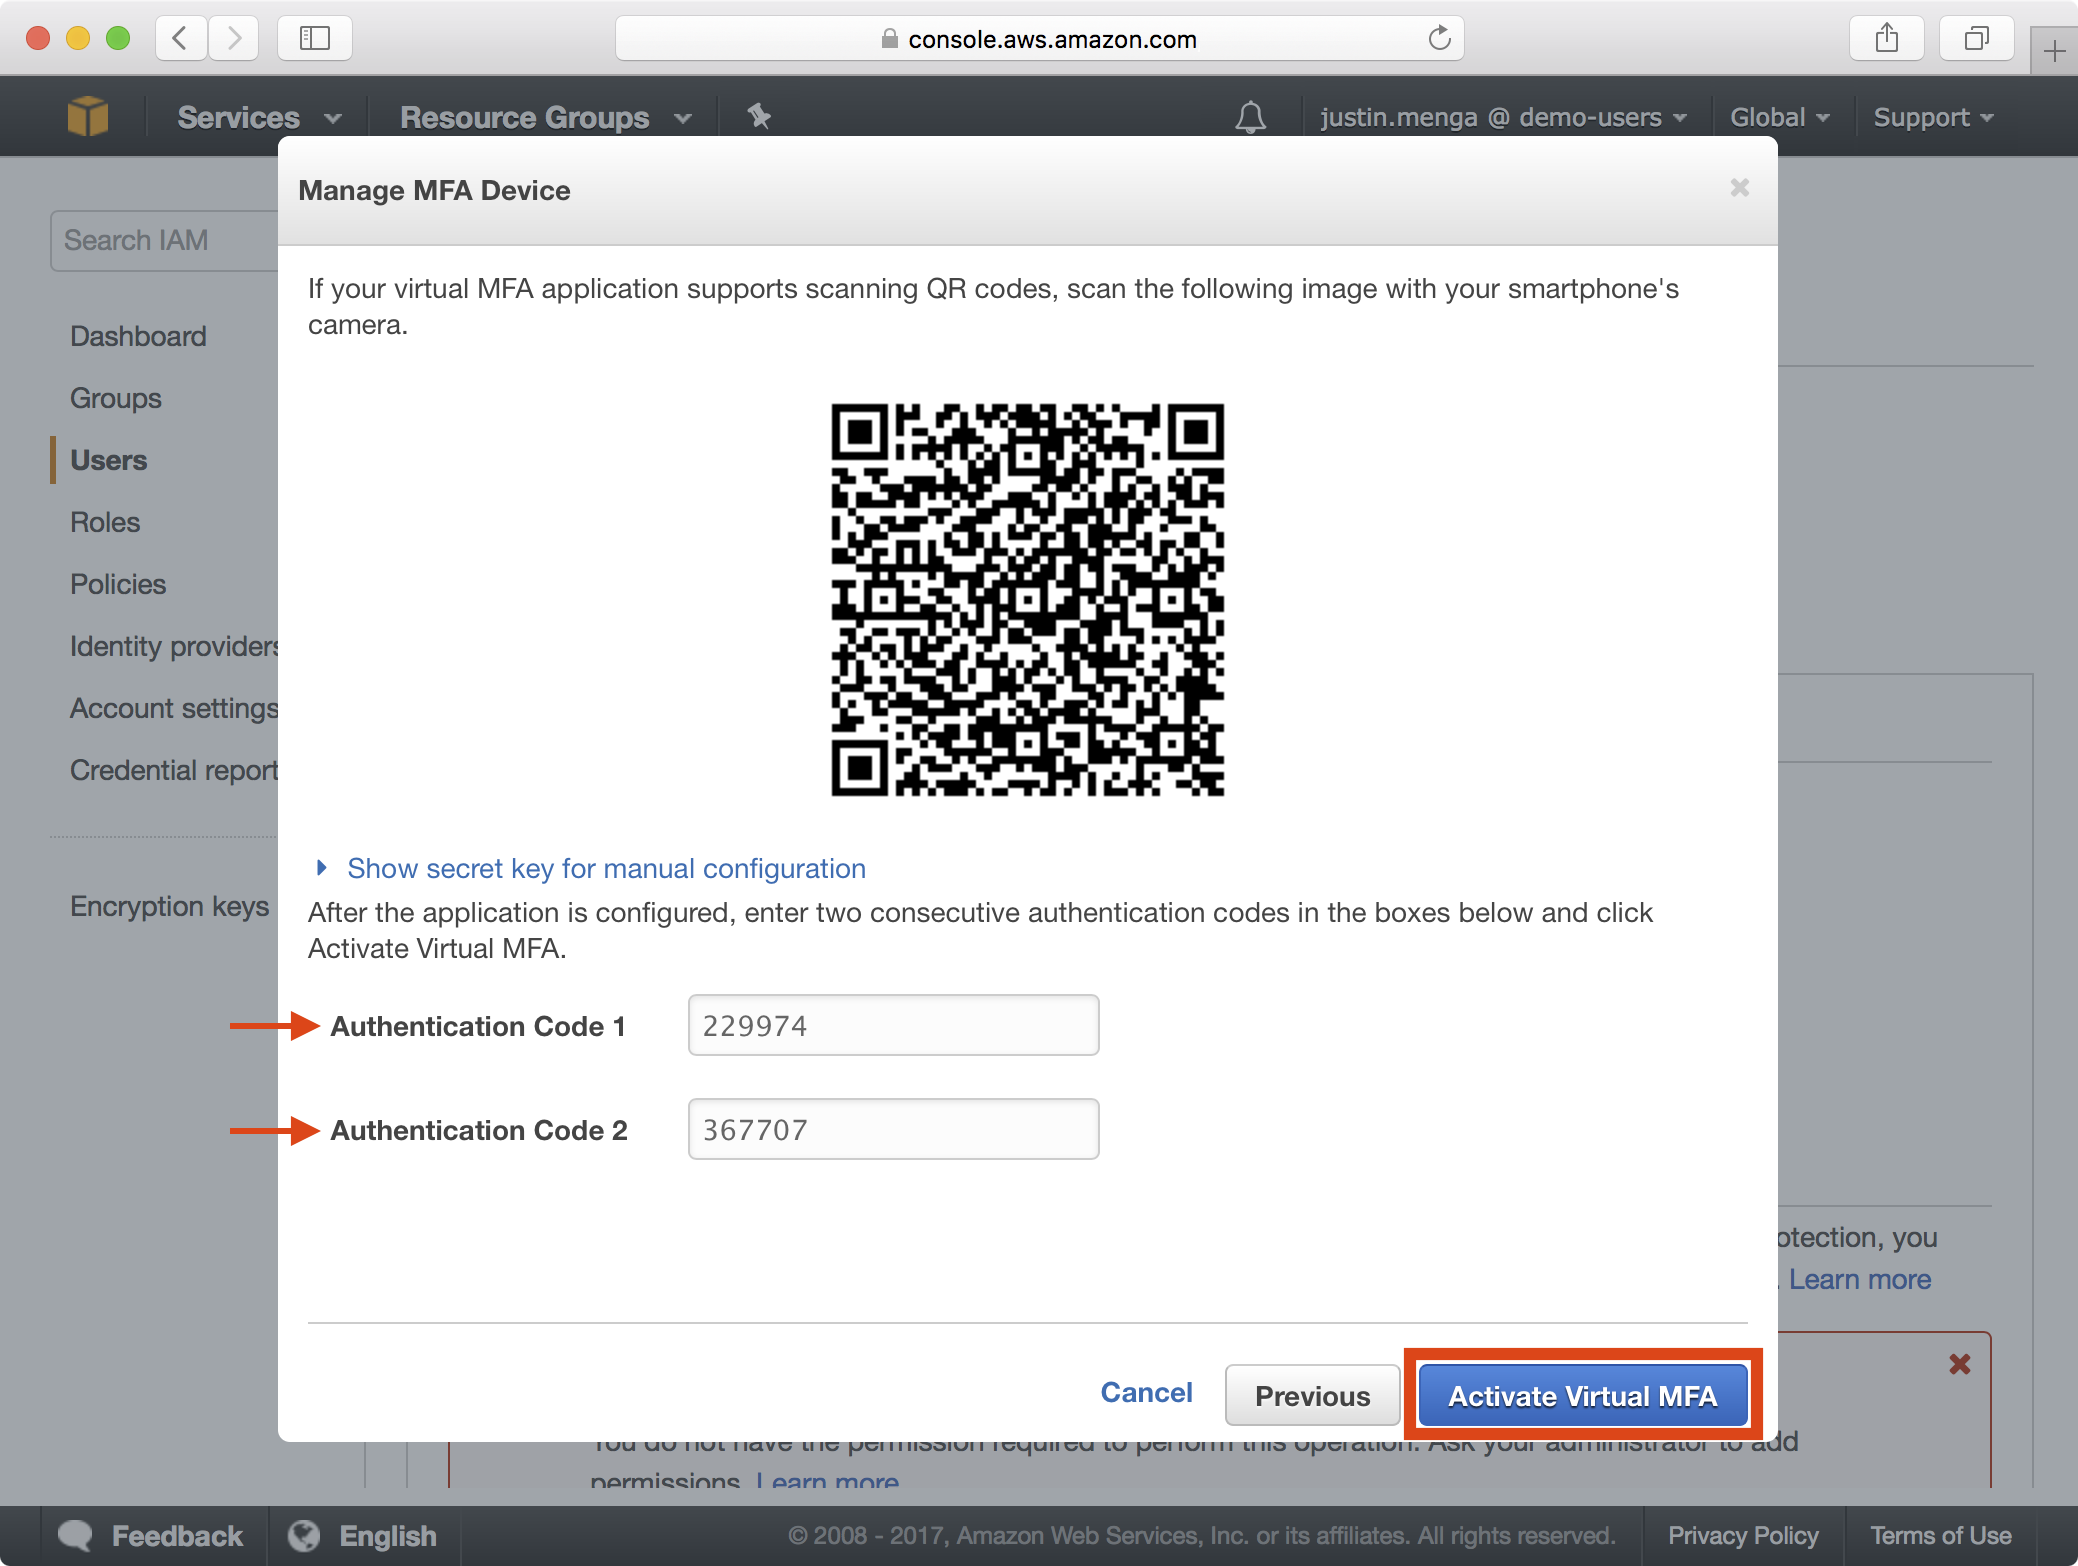 console.aws.amazon.com
Services
Resource Groups
justin.menga @ demo-users
Global
Support
Manage MFA Device
Search IAM
If your virtual MFA application supports scanning QR codes, scan the following image with your smartphone's
camera.
Dashboard
Groups
Users
Roles
Policies
Identity providers
Account settings
Credential report
Encryption keys
Show secret key for manual configuration
After the application is configured, enter two consecutive authentication codes in the boxes below and click
Activate Virtual MFA.
Authentication Code 1
229974
Authentication Code 2
367707
otection, you
. Learn more
Cancel
Previous
Activate Virtual MFA
You do not have the permission required to perform this operation. Ask your administrator to add
permissions. Learn more
Feedback
English
© 2008 - 2017, Amazon Web Services, Inc. or its affiliates. All rights reserved.
Privacy Policy
Terms of Use